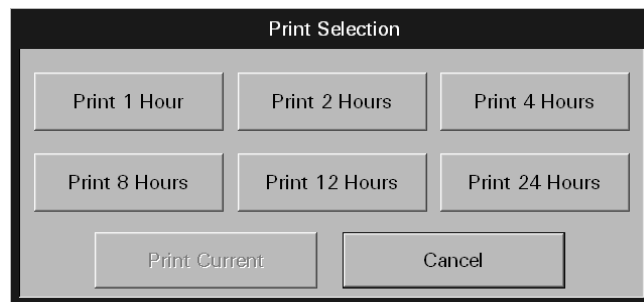 Print Selection
Print 1 Hour
Print 2 Hours
Print 4 Hours
Print 8 Hours
Print 12 Hours
Print 24 Hours
Print Current
Cancel